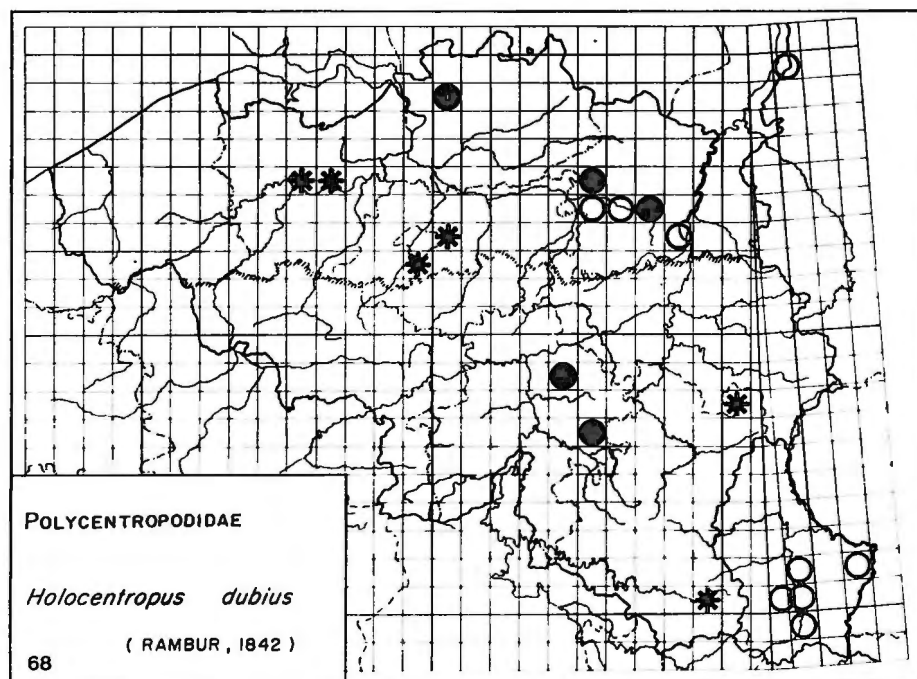 POLYCENTROPODIDAE
Holocentropus dubius
( RAMBUR , 1842 )
68